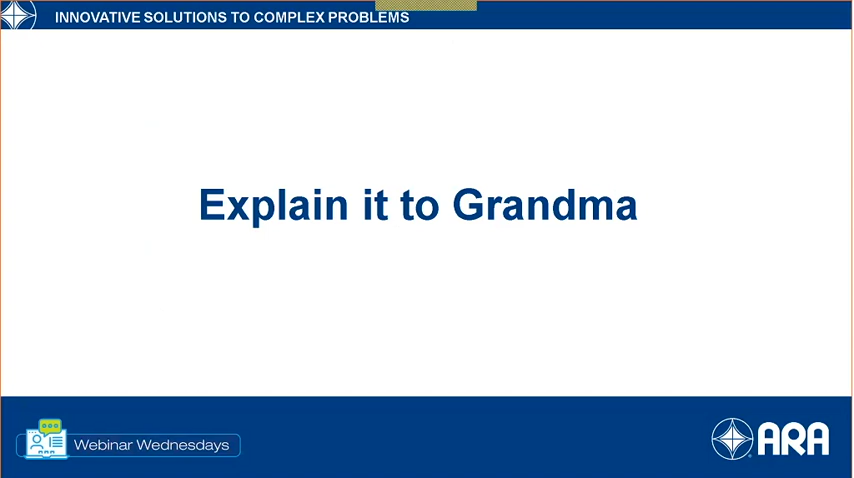 INNOVATIVE SOLUTIONS TO COMPLEX PROBLEMS
Explain it to Grandma
Webinar Wednesdays
ARA